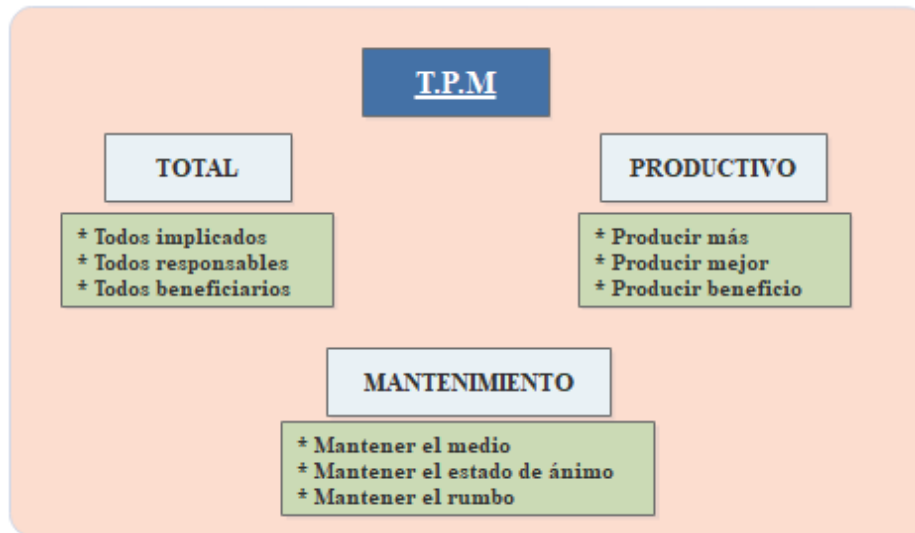 T.P.M
TOTAL
* Todos implicados
* Todos responsables
* Todos beneficiarios
PRODUCTIVO
* Producir más
* Producir mejor
* Producir beneficio
MANTENIMIENTO
* Mantener el medio
* Mantener el estado de ánimo
* Mantener el rumbo